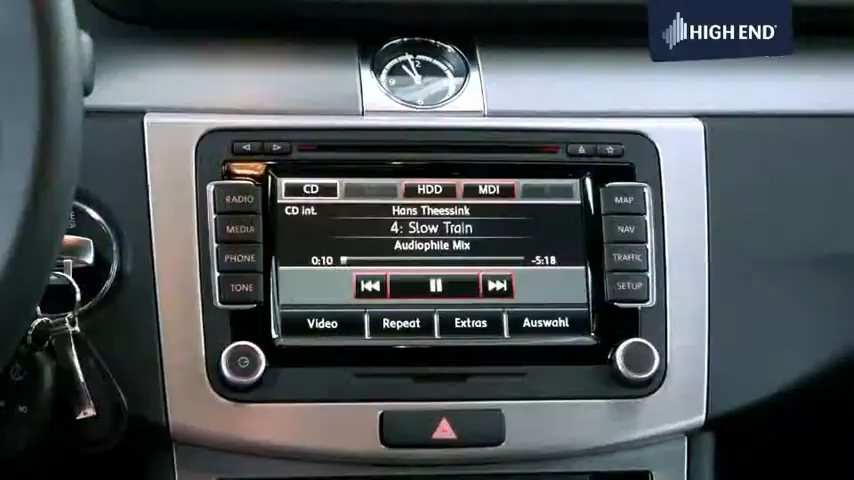 HIGH END®
12
RADIO
MEDIA
PHONE
TONE
CD
HDD
MDI
CD int.
Hans Theessink
4: Slow Train
Audiophile Mix
0:10
-5:18
Video
Repeat
Extras
Auswahl
MAP
NAV
TRAFFIC
SETUP